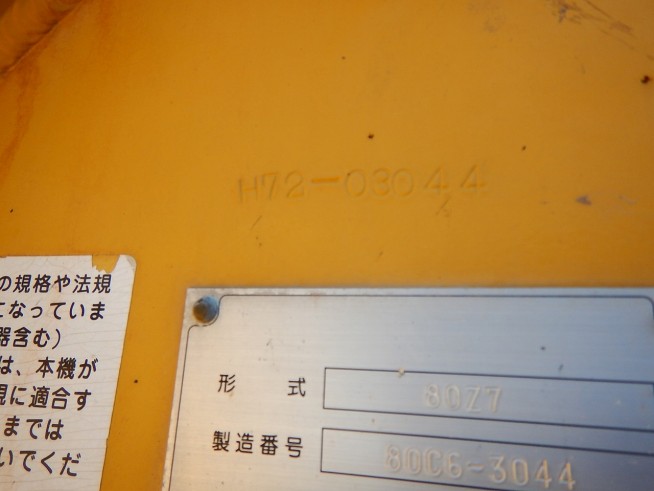 H72-03044
の規格や法規
になっていま
器含む)
は、本機が
規に適合す
までは
いでくだ
形 式 80Z7
製造番号 80C6-3044